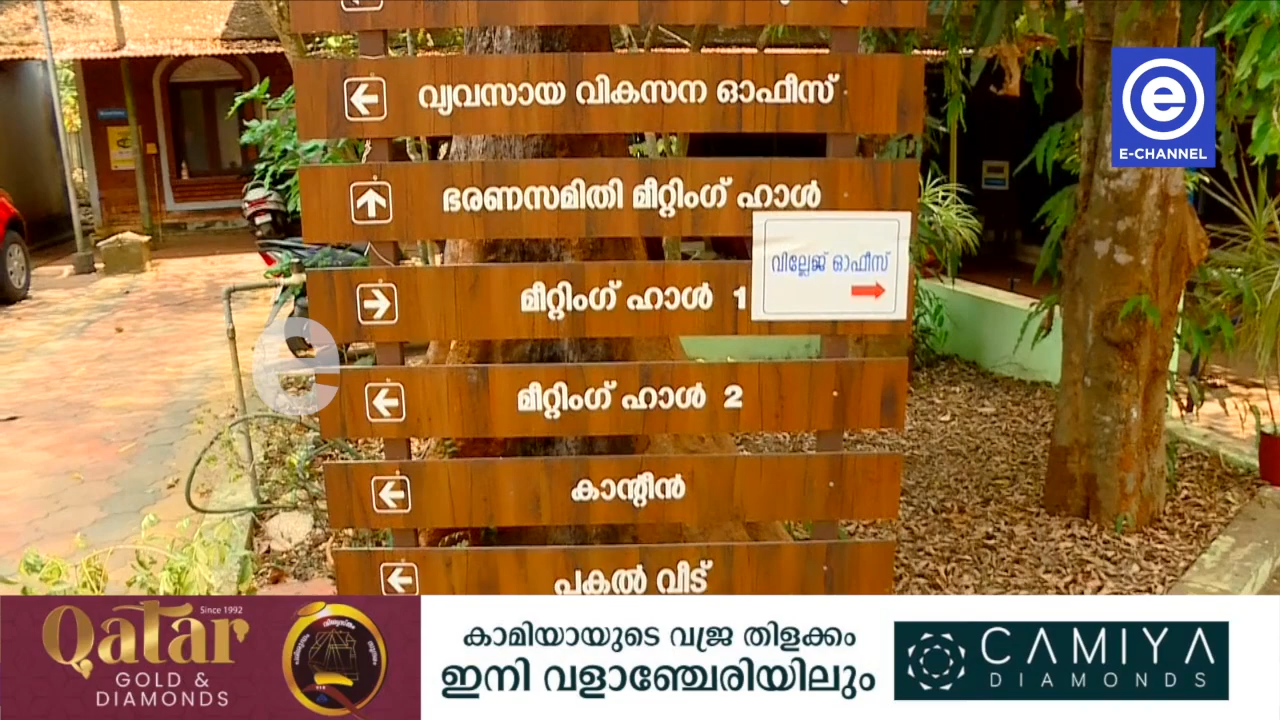 വ്യവസായ വികസന ഓഫീസ്
ഭരണസമിതി മീറ്റിംഗ് ഹാൾ
വില്ലേജ് ഓഫീസ്
മീറ്റിംഗ് ഹാൾ 1
മീറ്റിംഗ് ഹാൾ 2
കാന്റീൻ
പകൽ വീട്
e
E-CHANNEL
e
Qatar
Since 1992
GOLD &
DIAMONDS
കാമിയായുടെ വജ്ര തിളക്കം
ഇനി വളാഞ്ചേരിയിലും
CAMIYA
DIAMONDS